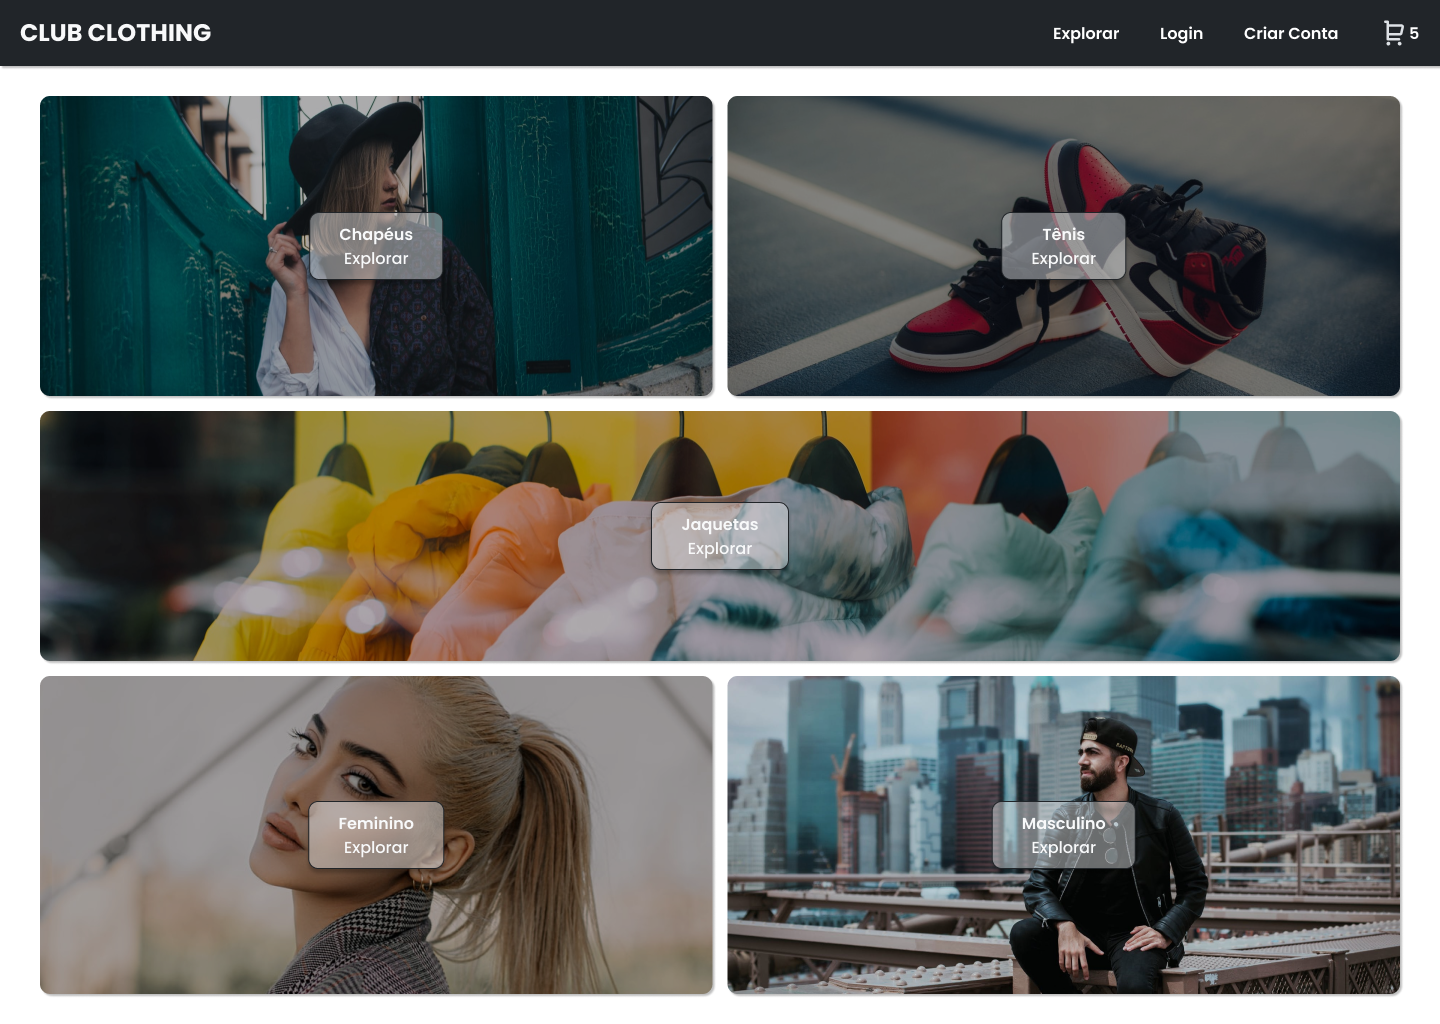 CLUB CLOTHING
Explorar
Login
Criar Conta
5
Chapéus
Explorar
Tênis
Explorar
Jaquetas
Explorar
Feminino
Explorar
Masculino
Explorar